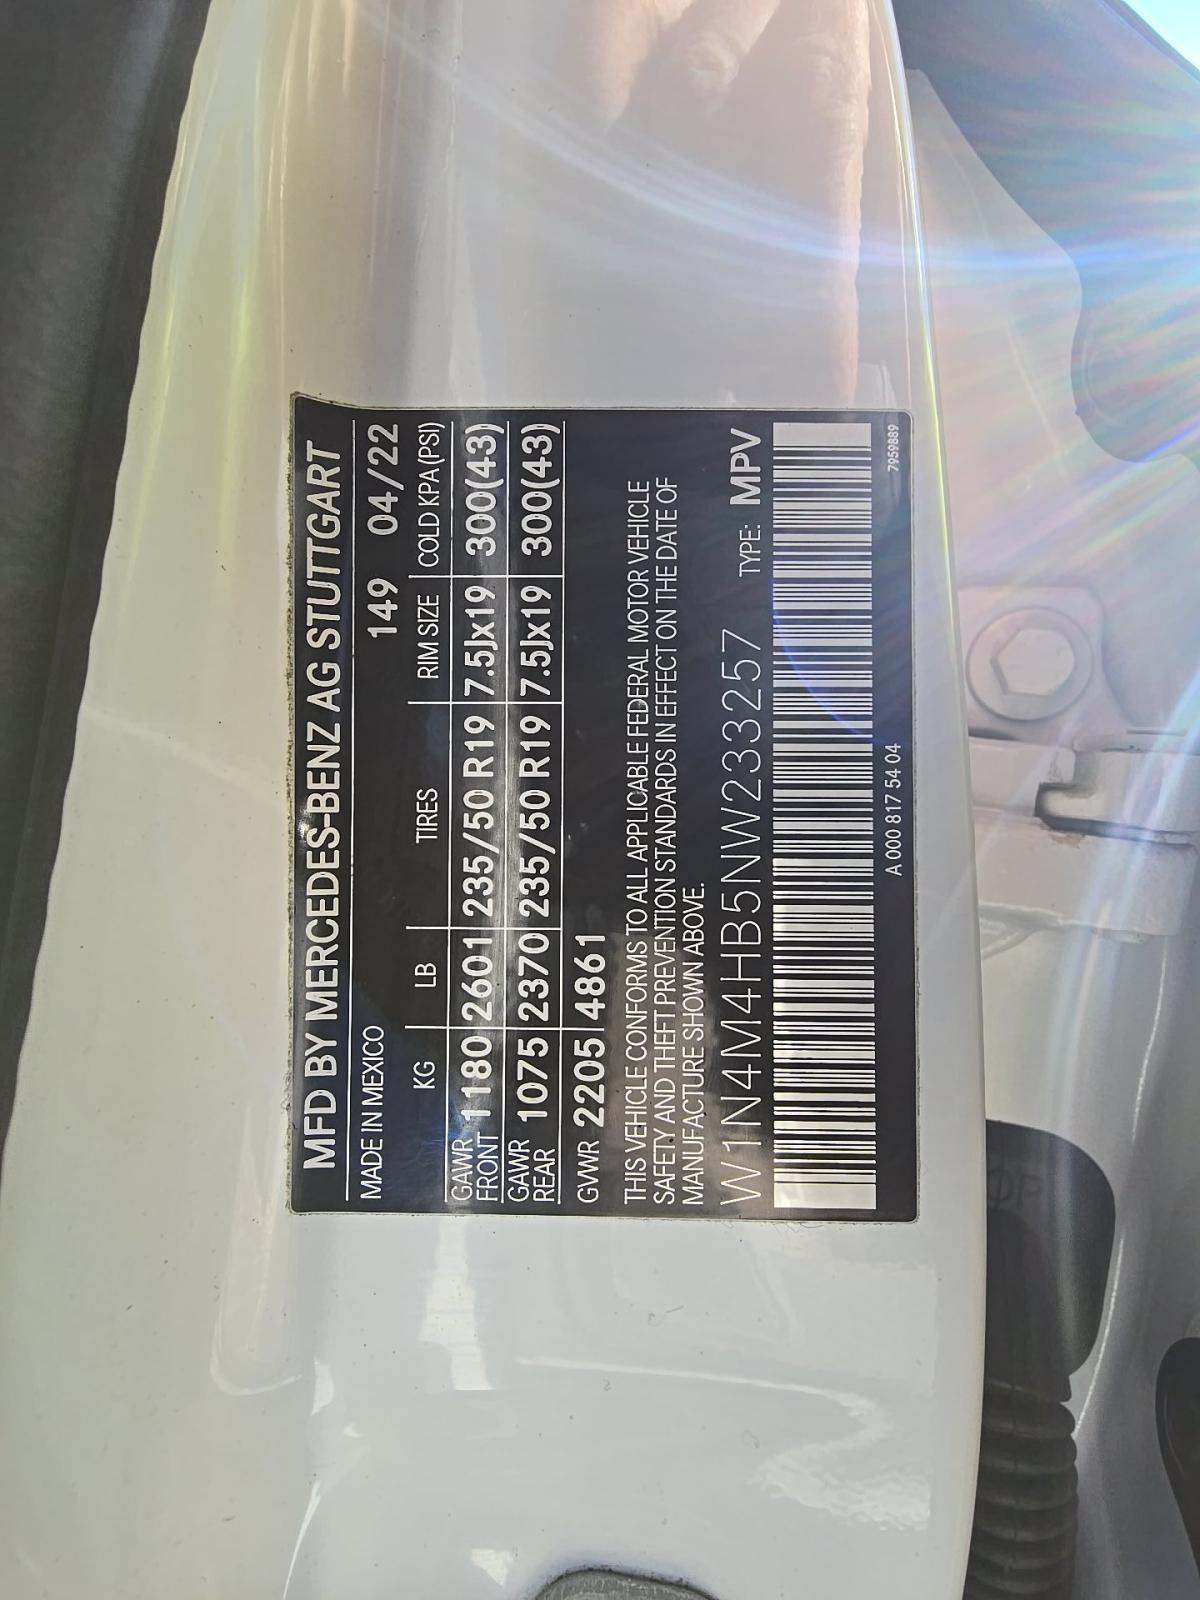 MFD BY MERCEDES-BENZ AG STUTTGART
MADE IN MEXICO 149 04/22
KG LB TIRES RIM SIZE COLD KPA(PSI)
GAWR FRONT 1180 2601 235/50 R19 7.5Jx19 300(43)
GAWR REAR 1075 2370 235/50 R19 7.5Jx19 300(43)
GVWR 2205 4861
THIS VEHICLE CONFORMS TO ALL APPLICABLE FEDERAL MOTOR VEHICLE
SAFETY AND THEFT PREVENTION STANDARDS IN EFFECT ON THE DATE OF
MANUFACTURE SHOWN ABOVE.
W1N4M4HB5NW233257 TYPE: MPV
A 000 817 54 04 7959889